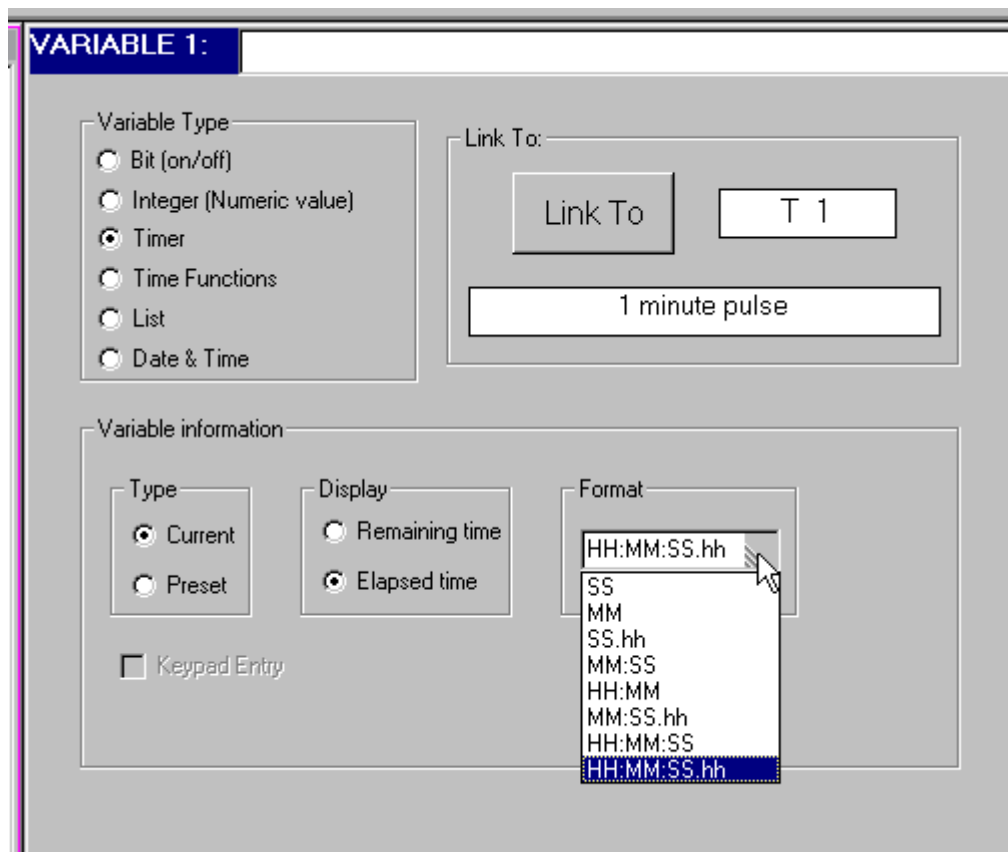 VARIABLE 1:
Variable Type
Bit (on/off)
Integer (Numeric value)
Timer
Time Functions
List
Date & Time
Link To:
Link To
T 1
1 minute pulse
Variable information
Type
Current
Preset
Display
Remaining time
Elapsed time
Format
HH:MM:SS.hh
SS
MM
SS.hh
MM:SS
HH:MM
MM:SS.hh
HH:MM:SS
HH:MM:SS.hh
Keypad Entry